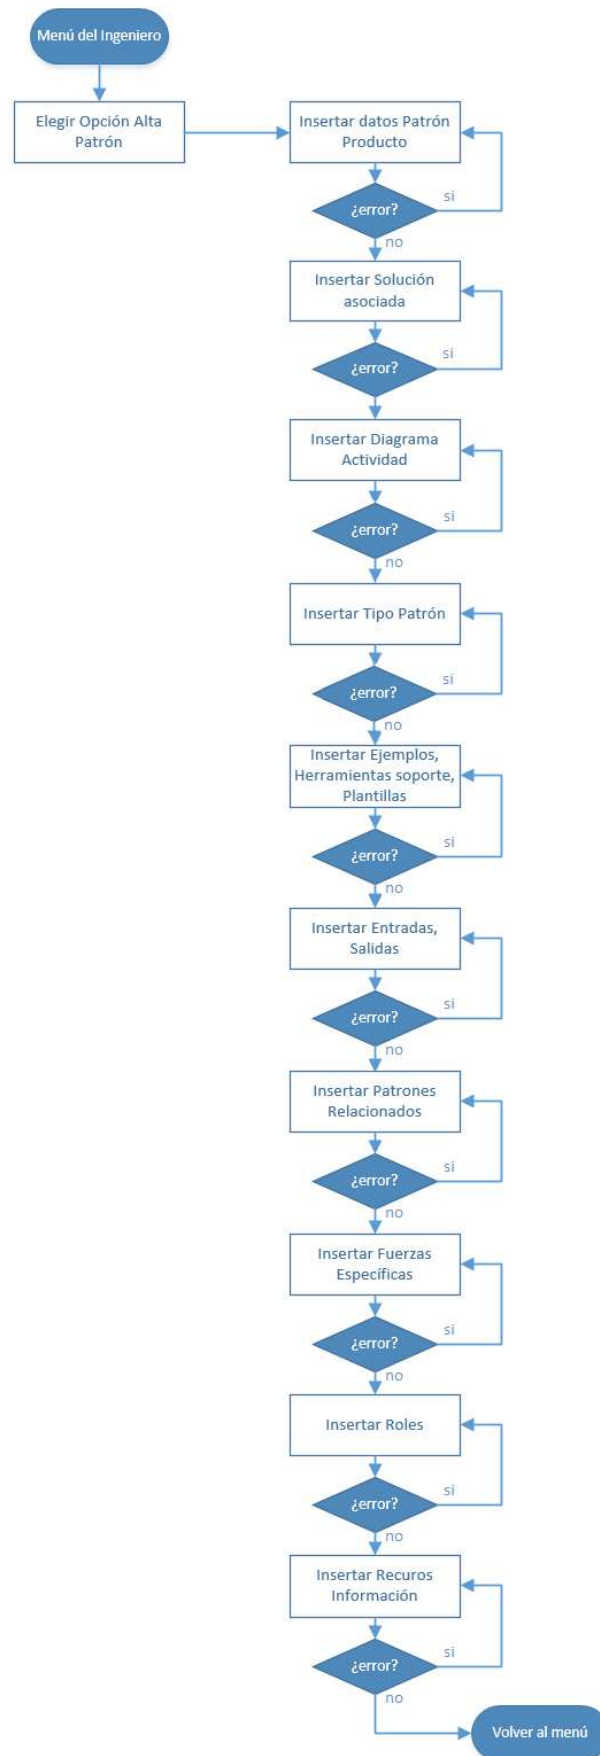 Menú del Ingeniero
Elegir Opción Alta
Patrón
Insertar datos Patrón
Producto
si
¿error?
no
Insertar Solución
asociada
si
¿error?
Insertar Diagrama
Actividad
si
¿error?
no
Insertar Tipo Patrón
si
¿error?
no
Insertar Ejemplos,
Herramientas soporte,
Plantillas
si
¿error?
no
Insertar Entradas,
Salidas
si
¿error?
no
Insertar Patrones
Relacionados
si
¿error?
no
Insertar Fuerzas
Específicas
si
¿error?
no
Insertar Roles
si
¿error?
no
Insertar Recuros
Información
si
¿error?
no
Volver al menú